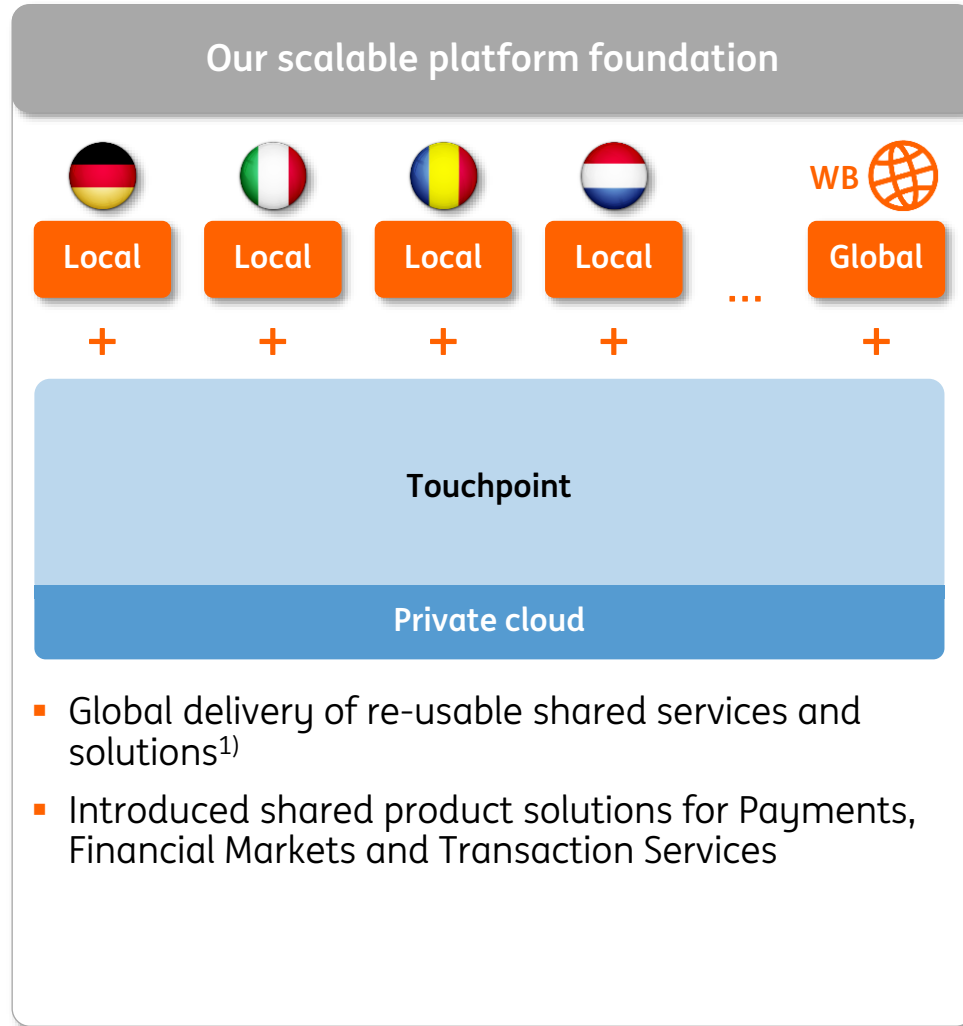 Our scalable platform foundation
WB
Local Local Local Local ... Global
+ + + + +
Touchpoint
Private cloud
▪ Global delivery of re-usable shared services and
solutions1)
▪ Introduced shared product solutions for Payments,
Financial Markets and Transaction Services